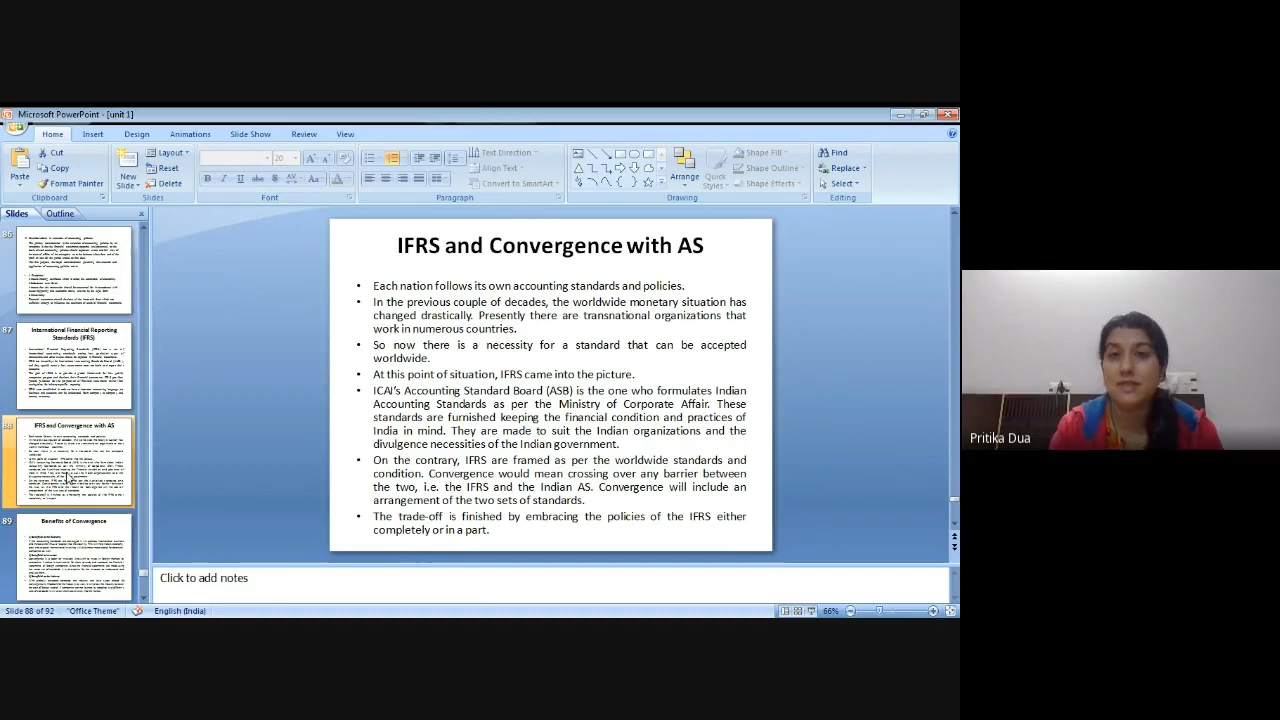 Microsoft PowerPoint - [unit 1]
Home Insert Design Animations Slide Show Review View
Paste
Cut
Copy
Format Painter
Clipboard
New Slide
Layout
Reset
Delete
Slides
20
Font
Text Direction
Align Text
Convert to SmartArt
Paragraph
Arrange
Quick Styles
Shape Fill
Shape Outline
Shape Effects
Drawing
Find
Replace
Select
Editing
Slides Outline
86
87
International Financial Reporting
Standards (IFRS)
88
IFRS and Convergence with AS
89
Benefits of Convergence
IFRS and Convergence with AS
• Each nation follows its own accounting standards and policies.
• In the previous couple of decades, the worldwide monetary situation has
changed drastically. Presently there are transnational organizations that
work in numerous countries.
• So now there is a necessity for a standard that can be accepted
worldwide.
• At this point of situation, IFRS came into the picture.
• ICAI's Accounting Standard Board (ASB) is the one who formulates Indian
Accounting Standards as per the Ministry of Corporate Affair. These
standards are furnished keeping the financial condition and practices of
India in mind. They are made to suit the Indian organizations and the
divulgence necessities of the Indian government.
• On the contrary, IFRS are framed as per the worldwide standards and
condition. Convergence would mean crossing over any barrier between
the two, i.e. the IFRS and the Indian AS. Convergence will include an
arrangement of the two sets of standards.
• The trade-off is finished by embracing the policies of the IFRS either
completely or in a part.
Click to add notes
Slide 88 of 92 "Office Theme" English (India) 66%
Pritika Dua